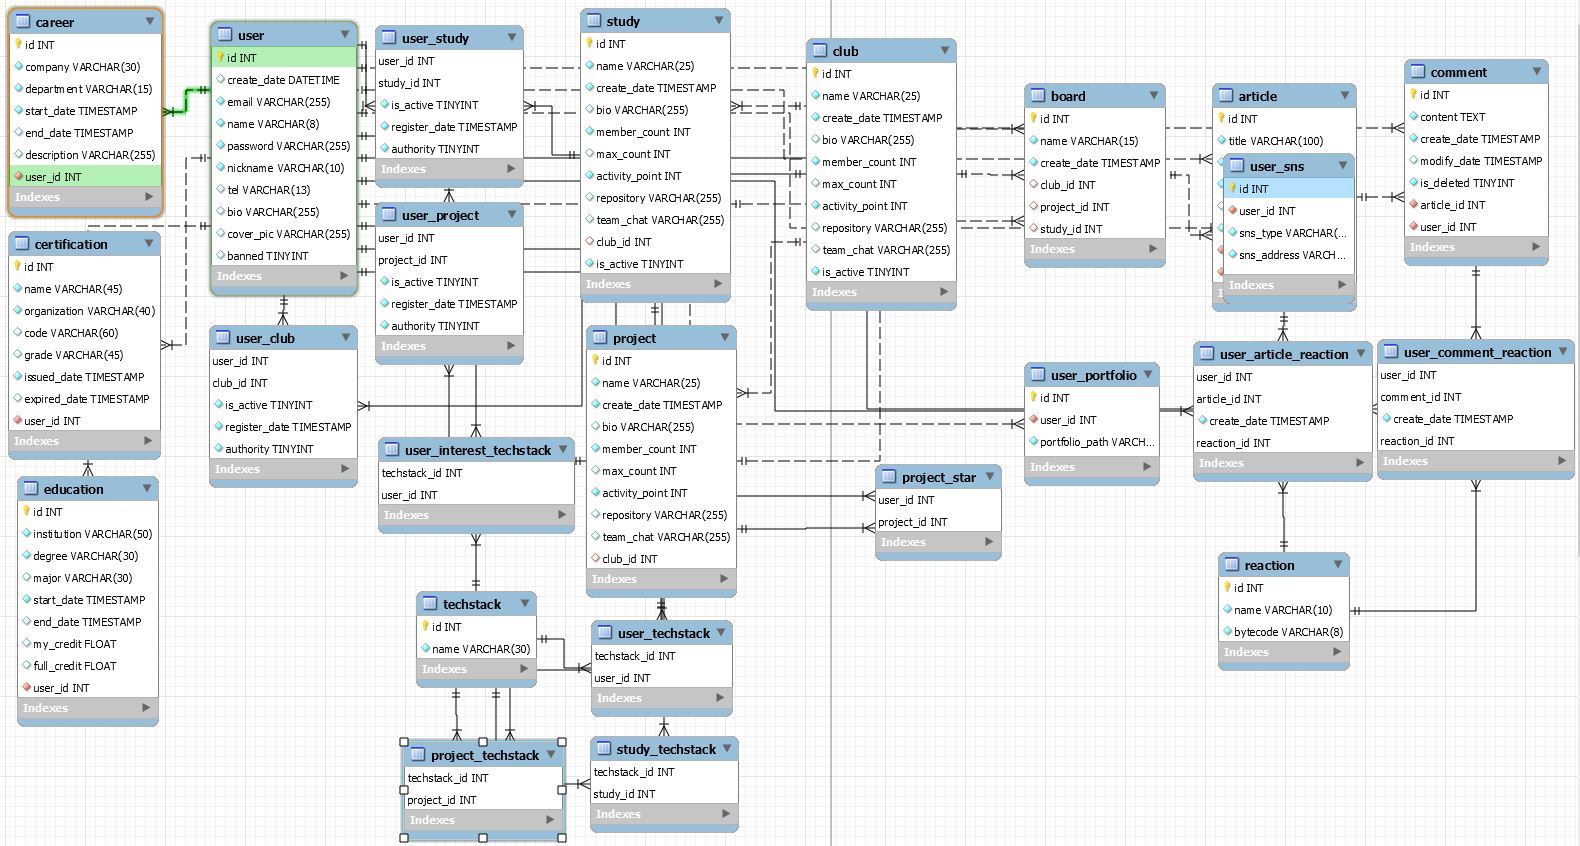 career
id INT
company VARCHAR(30)
department VARCHAR(15)
start_date TIMESTAMP
end_date TIMESTAMP
description VARCHAR(255)
user_id INT
Indexes
user
id INT
create_date DATETIME
email VARCHAR(255)
name VARCHAR(8)
password VARCHAR(255)
nickname VARCHAR(10)
tel VARCHAR(13)
bio VARCHAR(255)
cover_pic VARCHAR(255)
banned TINYINT
Indexes
user_study
user_id INT
study_id INT
is_active TINYINT
register_date TIMESTAMP
authority TINYINT
Indexes
study
id INT
name VARCHAR(25)
create_date TIMESTAMP
bio VARCHAR(255)
member_count INT
max_count INT
activity_point INT
repository VARCHAR(255)
team_chat VARCHAR(255)
club_id INT
is_active TINYINT
Indexes
club
id INT
name VARCHAR(25)
create_date TIMESTAMP
bio VARCHAR(255)
member_count INT
max_count INT
activity_point INT
repository VARCHAR(255)
team_chat VARCHAR(255)
is_active TINYINT
Indexes
board
id INT
name VARCHAR(15)
create_date TIMESTAMP
club_id INT
project_id INT
study_id INT
Indexes
article
id INT
title VARCHAR(100)
user_sns
id INT
user_id INT
sns_type VARCHAR(...
sns_address VARCH...
Indexes
comment
id INT
content TEXT
create_date TIMESTAMP
modify_date TIMESTAMP
is_deleted TINYINT
article_id INT
user_id INT
Indexes
certification
id INT
name VARCHAR(45)
organization VARCHAR(40)
code VARCHAR(60)
grade VARCHAR(45)
issued_date TIMESTAMP
expired_date TIMESTAMP
user_id INT
Indexes
user_club
user_id INT
club_id INT
is_active TINYINT
register_date TIMESTAMP
authority TINYINT
Indexes
user_project
user_id INT
project_id INT
is_active TINYINT
register_date TIMESTAMP
authority TINYINT
Indexes
project
id INT
name VARCHAR(25)
create_date TIMESTAMP
bio VARCHAR(255)
member_count INT
max_count INT
activity_point INT
repository VARCHAR(255)
team_chat VARCHAR(255)
club_id INT
Indexes
user_portfolio
id INT
user_id INT
portfolio_path VARCH...
Indexes
user_article_reaction
user_id INT
article_id INT
create_date TIMESTAMP
reaction_id INT
Indexes
user_comment_reaction
user_id INT
comment_id INT
create_date TIMESTAMP
reaction_id INT
Indexes
education
id INT
institution VARCHAR(50)
degree VARCHAR(30)
major VARCHAR(30)
start_date TIMESTAMP
end_date TIMESTAMP
my_credit FLOAT
full_credit FLOAT
user_id INT
Indexes
user_interest_techstack
techstack_id INT
user_id INT
Indexes
project_star
user_id INT
project_id INT
Indexes
reaction
id INT
name VARCHAR(10)
bytecode VARCHAR(8)
Indexes
techstack
id INT
name VARCHAR(30)
Indexes
user_techstack
techstack_id INT
user_id INT
Indexes
project_techstack
techstack_id INT
project_id INT
Indexes
study_techstack
techstack_id INT
study_id INT
Indexes